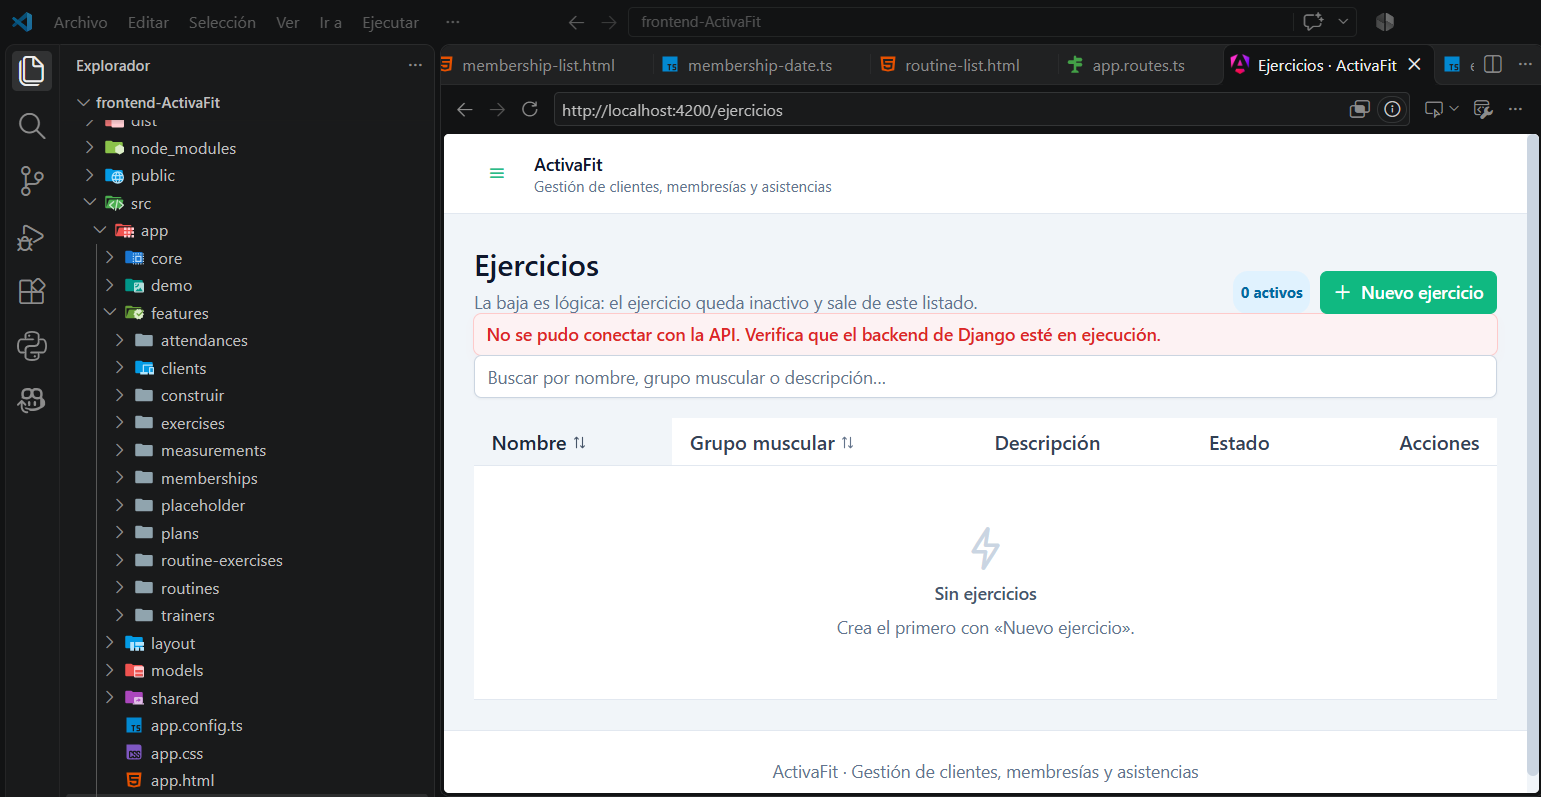 Archivo Editar Selección Ver Ir a Ejecutar ···
frontend-ActivaFit
Explorador
frontend-ActivaFit
dist
node_modules
public
src
app
core
demo
features
attendances
clients
construir
exercises
measurements
memberships
placeholder
plans
routine-exercises
routines
trainers
layout
models
shared
app.config.ts
app.css
app.html
membership-list.html
membership-date.ts
routine-list.html
app.routes.ts
Ejercicios · ActivaFit
http://localhost:4200/ejercicios
ActivaFit
Gestión de clientes, membresías y asistencias
Ejercicios
La baja es lógica: el ejercicio queda inactivo y sale de este listado.
0 activos
+ Nuevo ejercicio
No se pudo conectar con la API. Verifica que el backend de Django esté en ejecución.
Buscar por nombre, grupo muscular o descripción...
Nombre Grupo muscular Descripción Estado Acciones
Sin ejercicios
Crea el primero con «Nuevo ejercicio».
ActivaFit · Gestión de clientes, membresías y asistencias